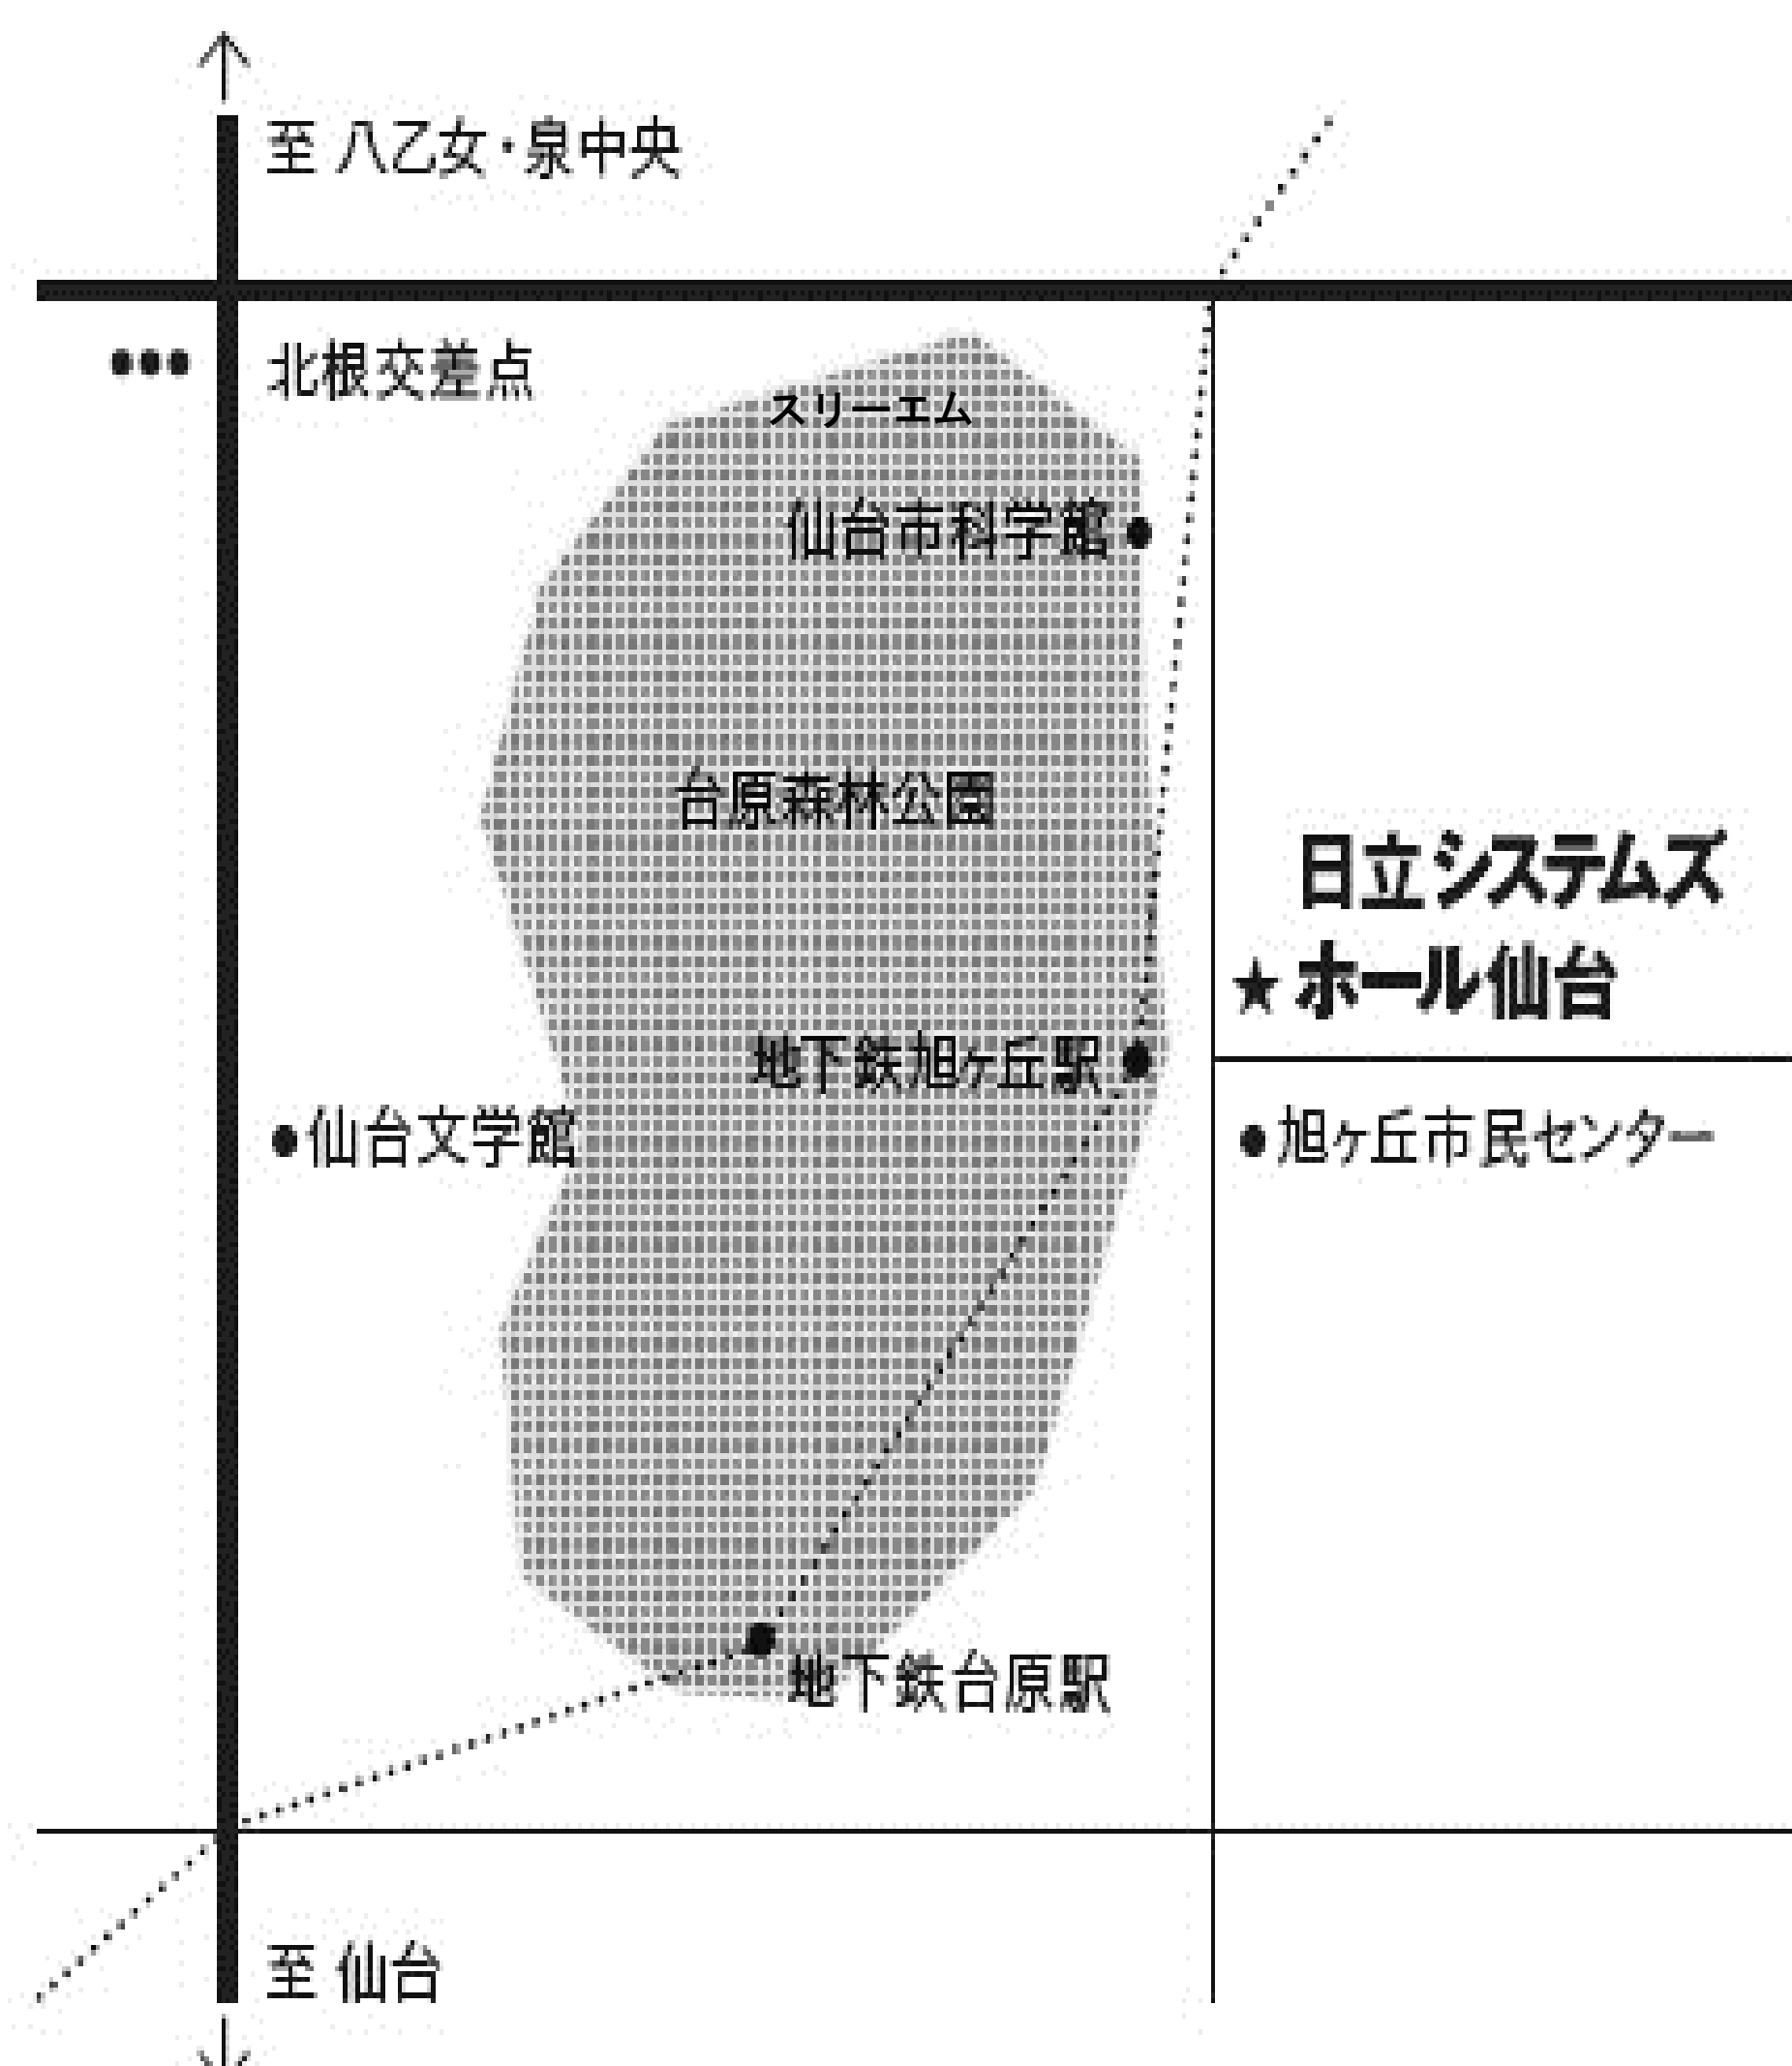 至 八乙女・泉中央
北根交差点
スリーエム
仙台市科学館
台原森林公園
日立システムズ
★ ホール仙台
地下鉄旭ヶ丘駅
仙台文学館
旭ヶ丘市民センター
地下鉄台原駅
至 仙台